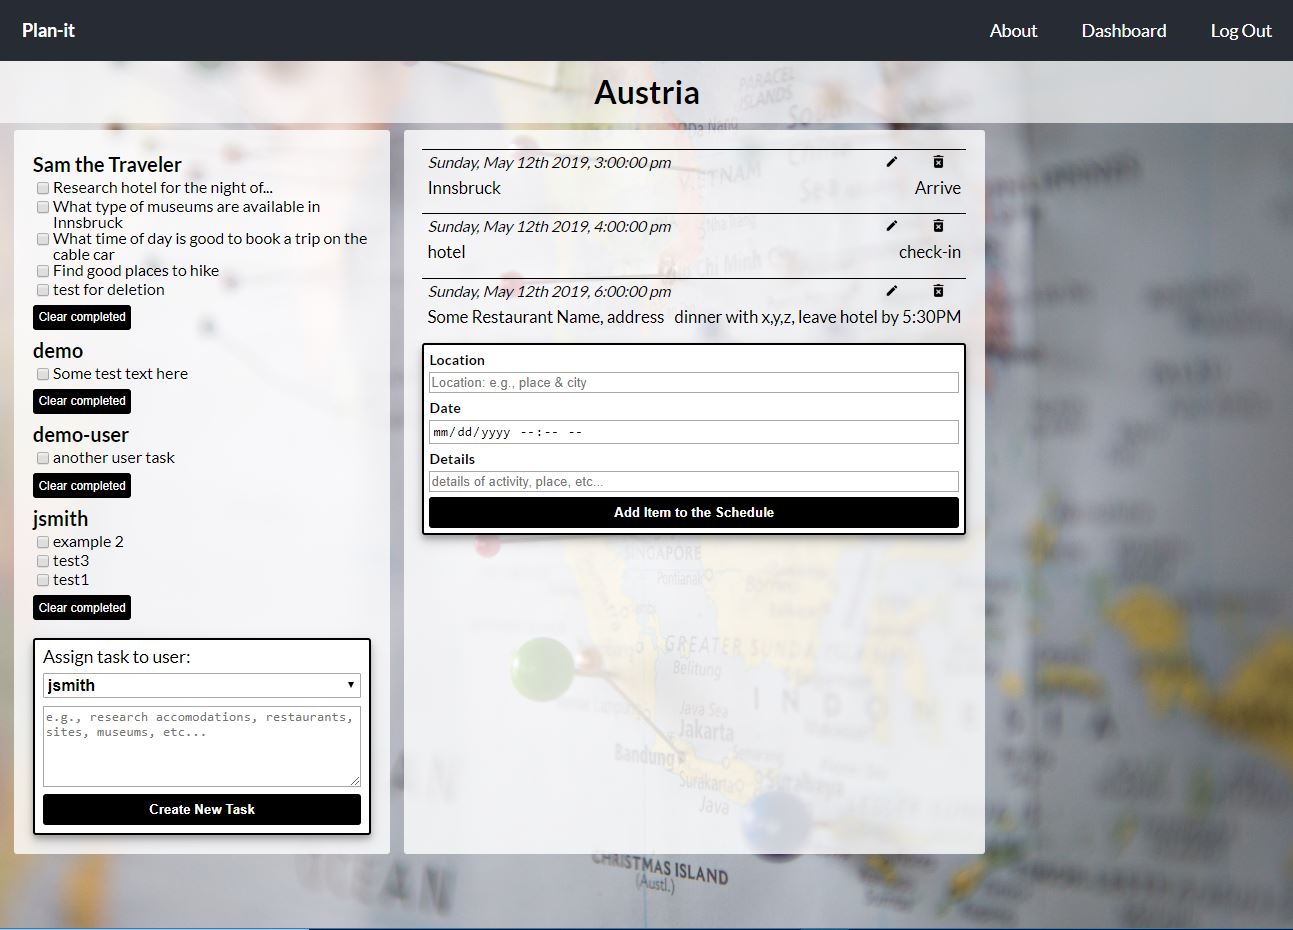 Plan-it
About
Dashboard
Log Out
Austria
Sam the Traveler
Research hotel for the night of...
What type of museums are available in
Innsbruck
What time of day is good to book a trip on the
cable car
Find good places to hike
test for deletion
Clear completed
demo
Some test text here
Clear completed
demo-user
another user task
Clear completed
jsmith
example 2
test3
test1
Clear completed
Assign task to user:
jsmith
e.g., research accomodations, restaurants,
sites, museums, etc...
Create New Task
Sunday, May 12th 2019, 3:00:00 pm
Innsbruck
Arrive
Sunday, May 12th 2019, 4:00:00 pm
hotel
check-in
Sunday, May 12th 2019, 6:00:00 pm
Some Restaurant Name, address
dinner with x,y,z, leave hotel by 5:30PM
Location
Location: e.g., place & city
Date
mm/dd/yyyy --:-- --
Details
details of activity, place, etc...
Add Item to the Schedule
PARACEL
ISLANDS
Da Nang
VIETNAM
Chi Minh
SINGAPORE
Pontianak
GREATER SUNDA
Belitung
INDONESIA
Java Sea
Jakarta
Semarang
Bandung
Surakarta
Surabaya
Java
CHRISTMAS ISLAND
(Austl.)